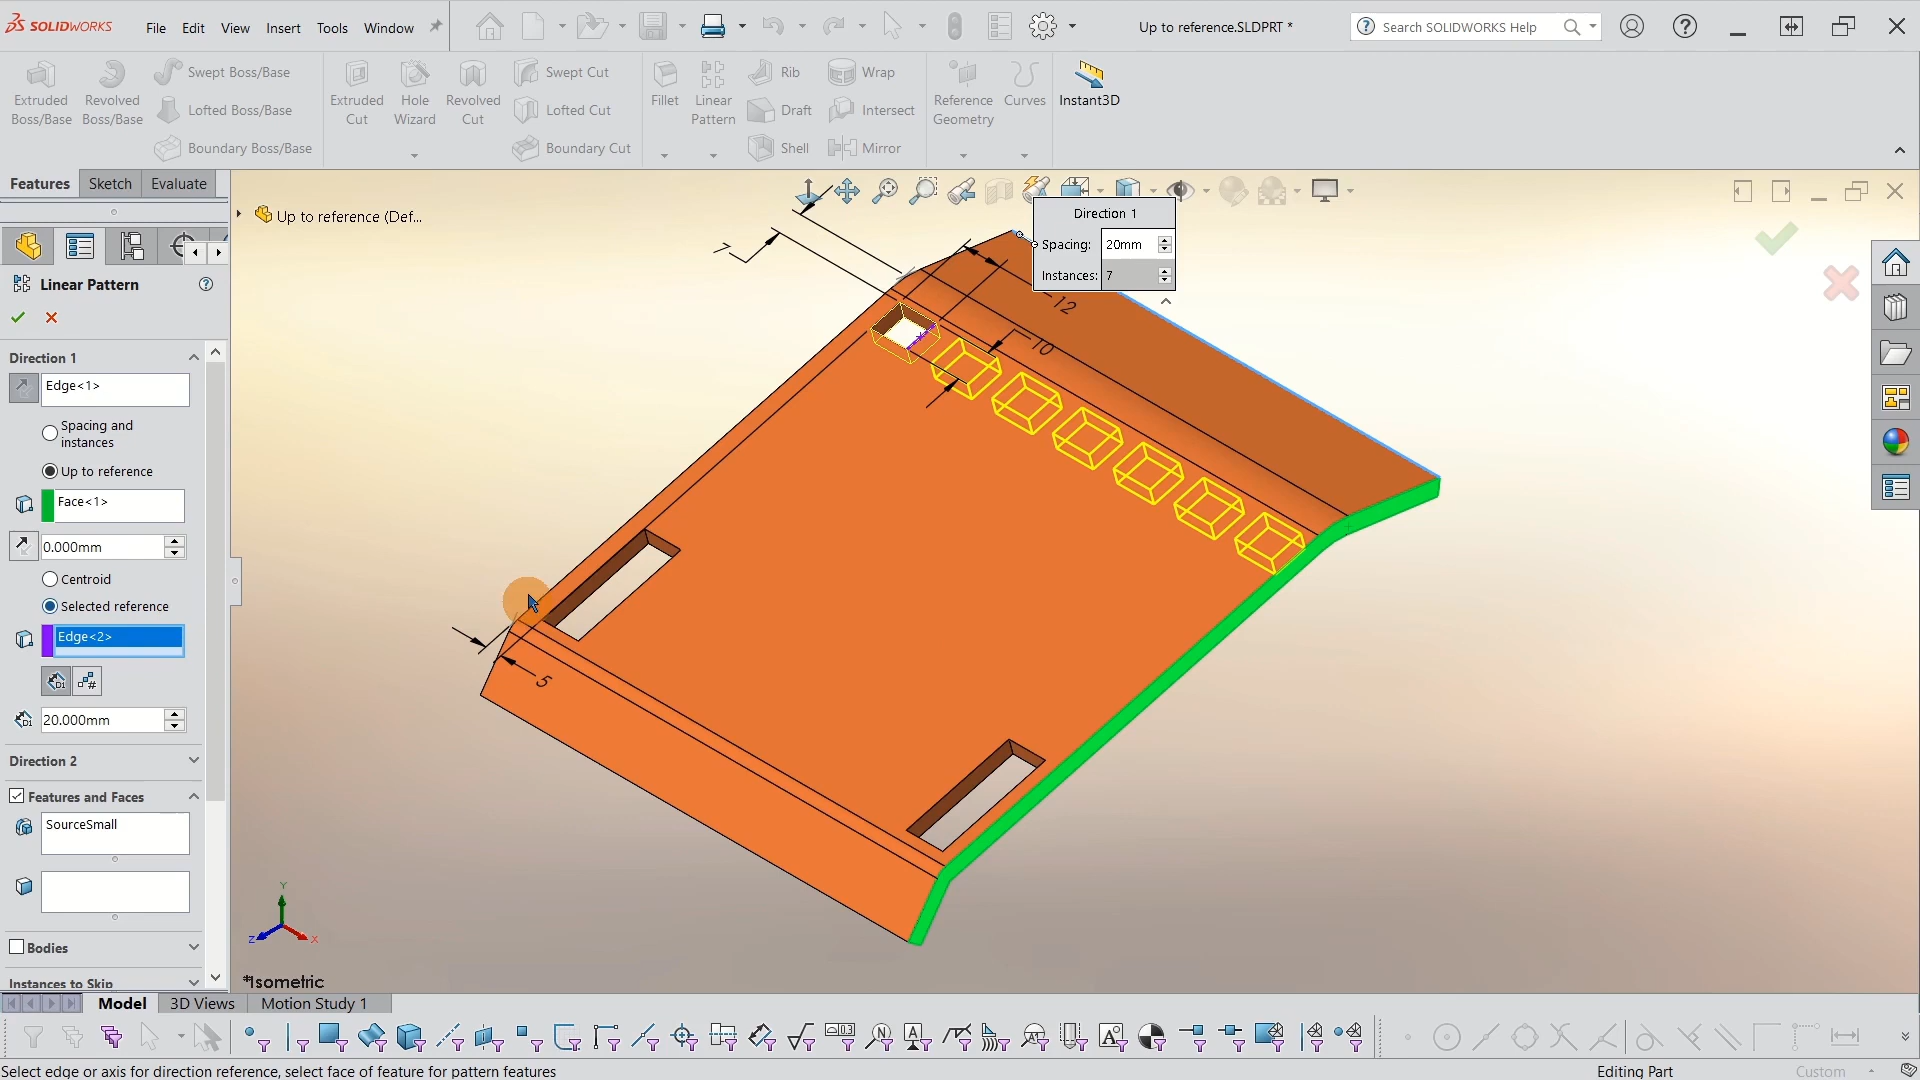 SOLIDWORKS File Edit View Insert Tools Window Up to reference.SLDPRT * Search SOLIDWORKS Help
Extruded Boss/Base
Revolved Boss/Base
Swept Boss/Base
Lofted Boss/Base
Boundary Boss/Base
Extruded Cut
Hole Wizard
Revolved Cut
Swept Cut
Lofted Cut
Boundary Cut
Fillet
Linear Pattern
Rib
Draft
Shell
Wrap
Intersect
Mirror
Reference Geometry
Curves
Instant3D
Features Sketch Evaluate
Up to reference (Def...
Linear Pattern
Direction 1
Edge<1>
Spacing and instances
Up to reference
Face<1>
0.000mm
Centroid
Selected reference
Edge<2>
20.000mm
Direction 2
Features and Faces
SourceSmall
Bodies
Instances to Skip
Direction 1
Spacing: 20mm
Instances: 7
7
12
10
5
Y
Z
X
*Isometric
Model 3D Views Motion Study 1
Select edge or axis for direction reference, select face of feature for pattern features
Editing Part
Custom